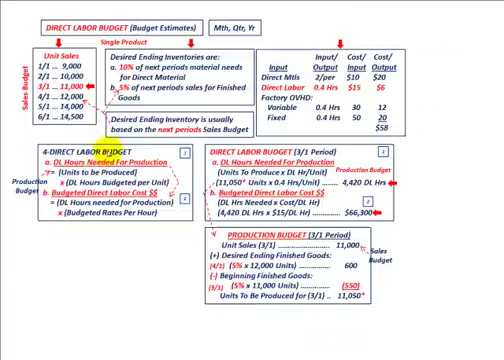 DIRECT LABOR BUDGET (Budget Estimates)
Mth, Qtr, Yr
Single Product
Sales Budget
Unit Sales
1/1 ... 9,000
2/1 ... 10,000
3/1 ... 11,000
4/1 ... 12,000
5/1 ... 14,000
6/1 ... 14,500
Desired Ending Inventories are:
a. 10% of next periods material needs
for Direct Material
b. 5% of next periods sales for Finished
Goods
Desired Ending Inventory is usually
based on the next periods Sales Budget
Input/ Cost/ Cost/
Input Output Input Output
Direct Mtls 2/per $10 $20
Direct Labor 0.4 Hrs $15 $6
Factory OVHD:
Variable 0.4 Hrs 30 12
Fixed 0.4 Hrs 50 20
$58
4-DIRECT LABOR BUDGET 1
a. DL Hours Needed For Production
= (Units to be Produced)
Production Budget
x (DL Hours Budgeted per Unit)
b. Budgeted Direct Labor Cost $$ 2
= (DL Hours needed for Production)
x (Budgeted Rates Per Hour)
DIRECT LABOR BUDGET (3/1 Period) 1
a. DL Hours Needed For Production
(Units To Produce x DL Hr/Unit) Production Budget
(11,050* Units x 0.4 Hrs/Unit) 4,420 DL Hrs
b. Budgeted Direct Labor Cost $$ 2
(DL Hrs Needed x Cost/DL Hr)
(4,420 DL Hrs x $15/DL Hr) ............ $66,300
PRODUCTION BUDGET (3/1 Period)
Unit Sales (3/1) ........................... 11,000
Sales Budget
(+) Desired Ending Finished Goods:
(4/1) (5% x 12,000 Units) ................ 600
(-) Beginning Finished Goods:
(3/1) (5% x 11,000 Units) (550)
Units To be Produced for (3/1) .. 11,050*